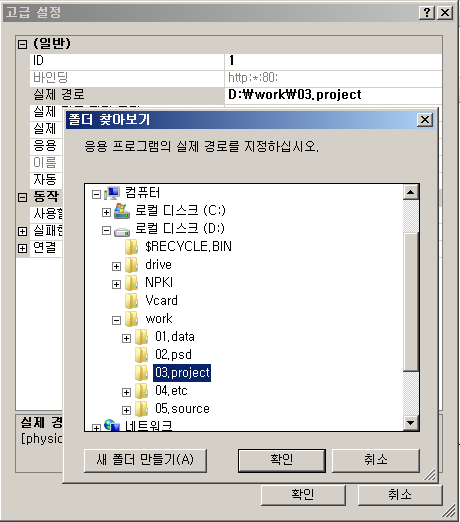 고급 설정
(일반)
ID 1
바인딩 http:*:80:
실제 경로 D:₩work₩03.project
실제
실제
응용
이름
자동
동작
사용할
실패한
연결
폴더 찾아보기
응용 프로그램의 실제 경로를 지정하십시오.
컴퓨터
로컬 디스크 (C:)
로컬 디스크 (D:)
$RECYCLE.BIN
drive
NPKI
Vcard
work
01.data
02.psd
03.project
04.etc
05.source
네트워크
새 폴더 만들기(A) 확인 취소
실제 경
[physic
확인 취소